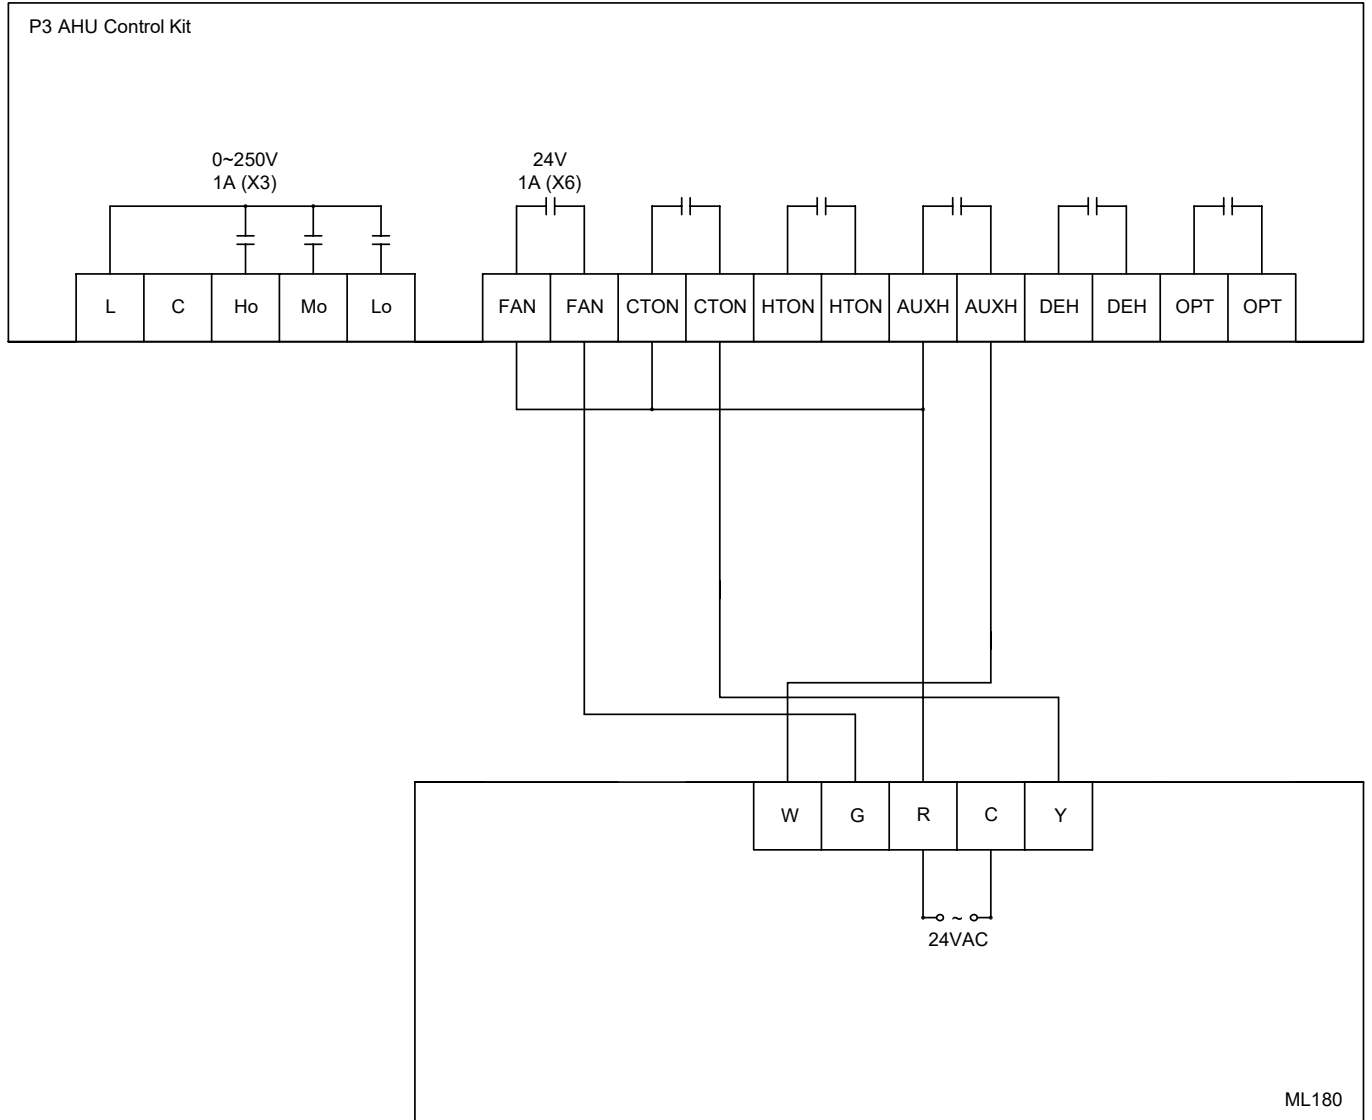 P3 AHU Control Kit
0~250V
1A (X3)
24V
1A (X6)
L C Ho Mo Lo FAN FAN CTON CTON HTON HTON AUXH AUXH DEH DEH OPT OPT
W G R C Y
~
24VAC
ML180